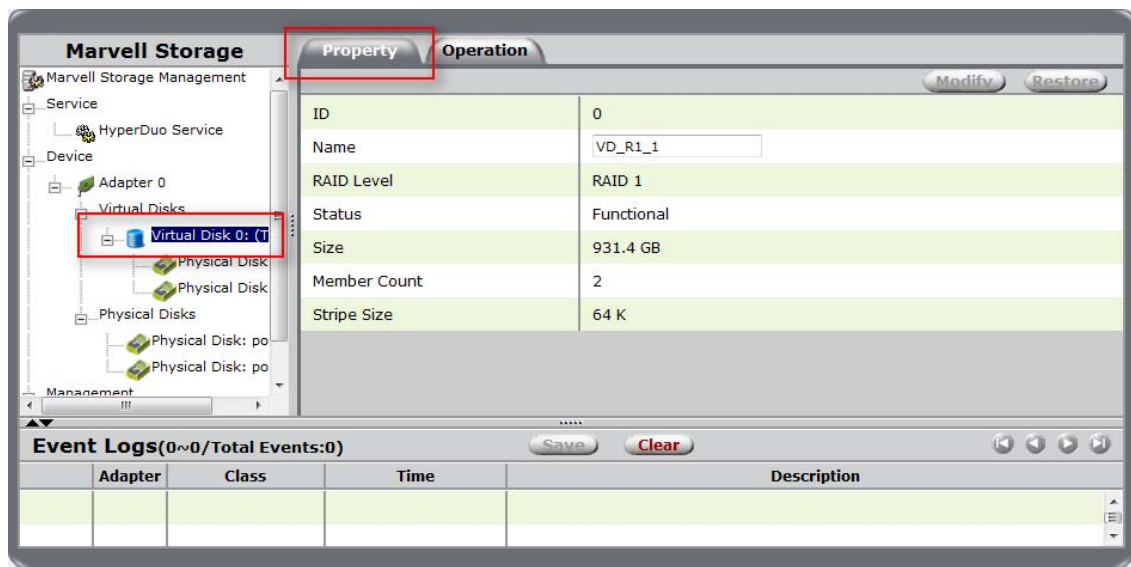 Marvell Storage
Property
Operation
Marvell Storage Management
Service
HyperDuo Service
Device
Adapter 0
Virtual Disks
Virtual Disk 0: (T
Physical Disk
Physical Disk
Physical Disks
Physical Disk: po
Physical Disk: po
Management
Modify
Restore
ID 0
Name VD_R1_1
RAID Level RAID 1
Status Functional
Size 931.4 GB
Member Count 2
Stripe Size 64 K
Event Logs(0~0/Total Events:0)
Save
Clear
Adapter Class Time Description